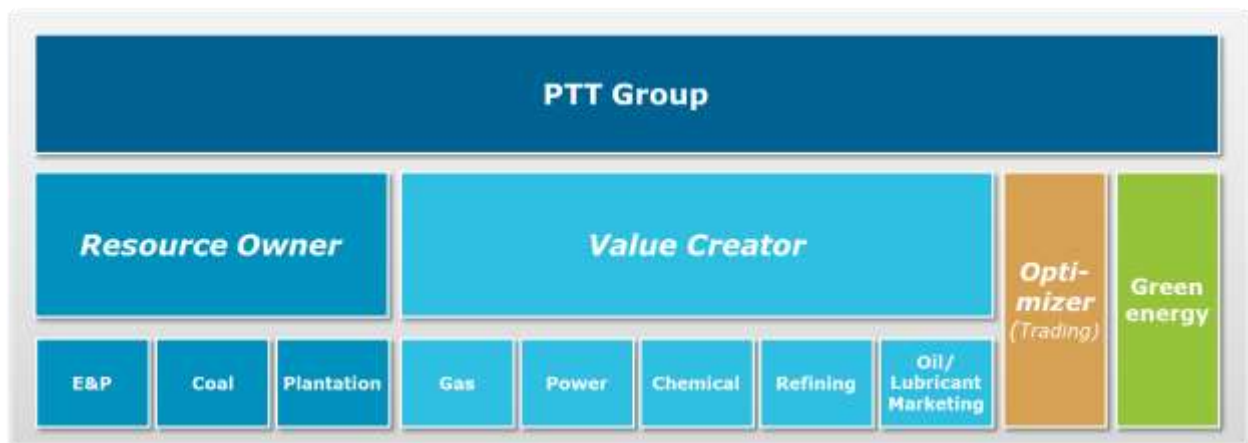 PTT Group
Resource Owner
Value Creator
Opti-
mizer
(Trading)
Green
energy
E&P
Coal
Plantation
Gas
Power
Chemical
Refining
Oil/
Lubricant
Marketing